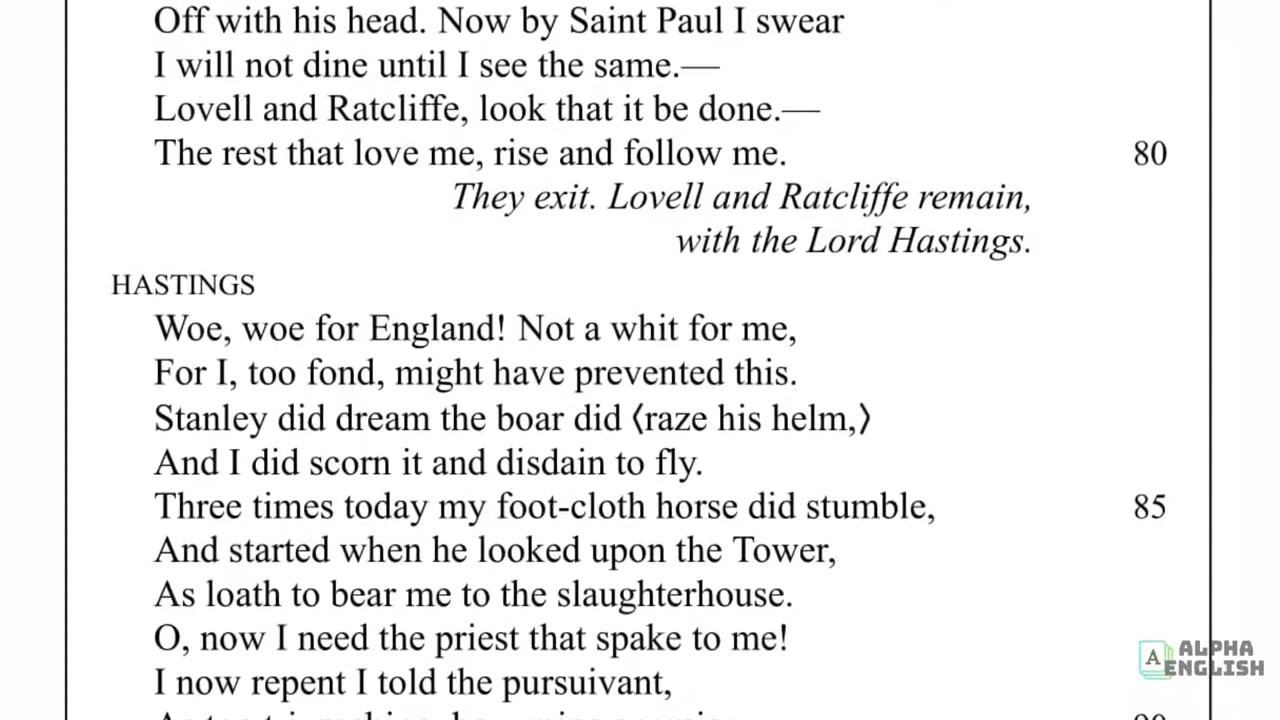 Off with his head. Now by Saint Paul I swear
I will not dine until I see the same.—
Lovell and Ratcliffe, look that it be done.—
The rest that love me, rise and follow me. 80
They exit. Lovell and Ratcliffe remain,
with the Lord Hastings.
HASTINGS
Woe, woe for England! Not a whit for me,
For I, too fond, might have prevented this.
Stanley did dream the boar did ⟨raze his helm,⟩
And I did scorn it and disdain to fly.
Three times today my foot-cloth horse did stumble, 85
And started when he looked upon the Tower,
As loath to bear me to the slaughterhouse.
O, now I need the priest that spake to me!
I now repent I told the pursuivant,
A ALPHA ENGLISH